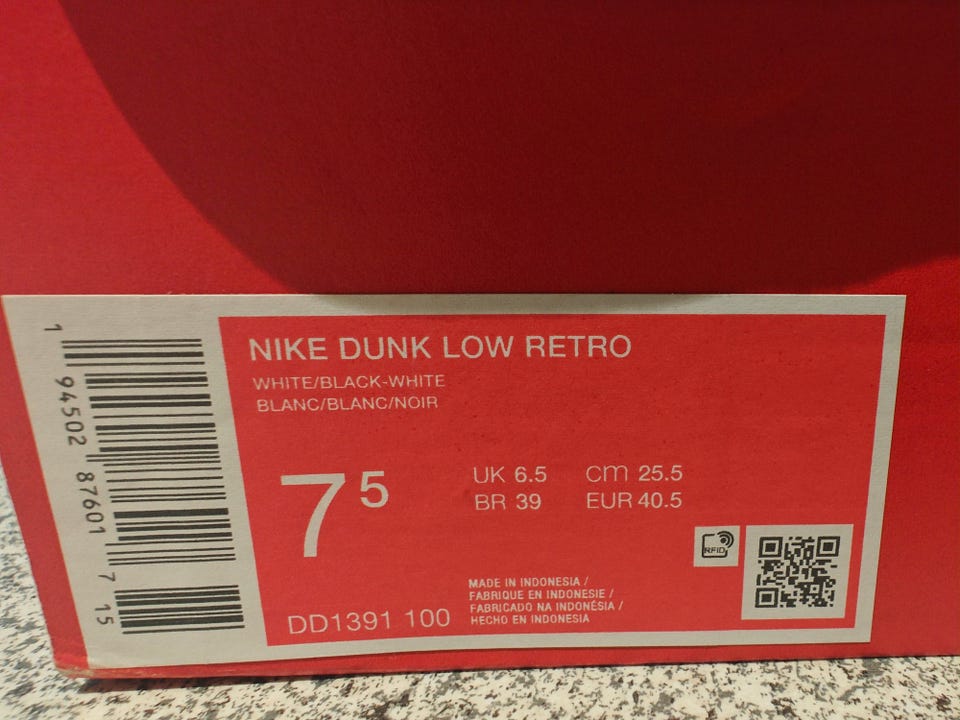 NIKE DUNK LOW RETRO
WHITE/BLACK-WHITE
BLANC/BLANC/NOIR
7 5
UK 6.5 cm 25.5
BR 39 EUR 40.5
RFID
MADE IN INDONESIA /
FABRIQUE EN INDONESIE /
FABRICADO NA INDONÉSIA /
HECHO EN INDONESIA
DD1391 100
1 94502 87601 7 15